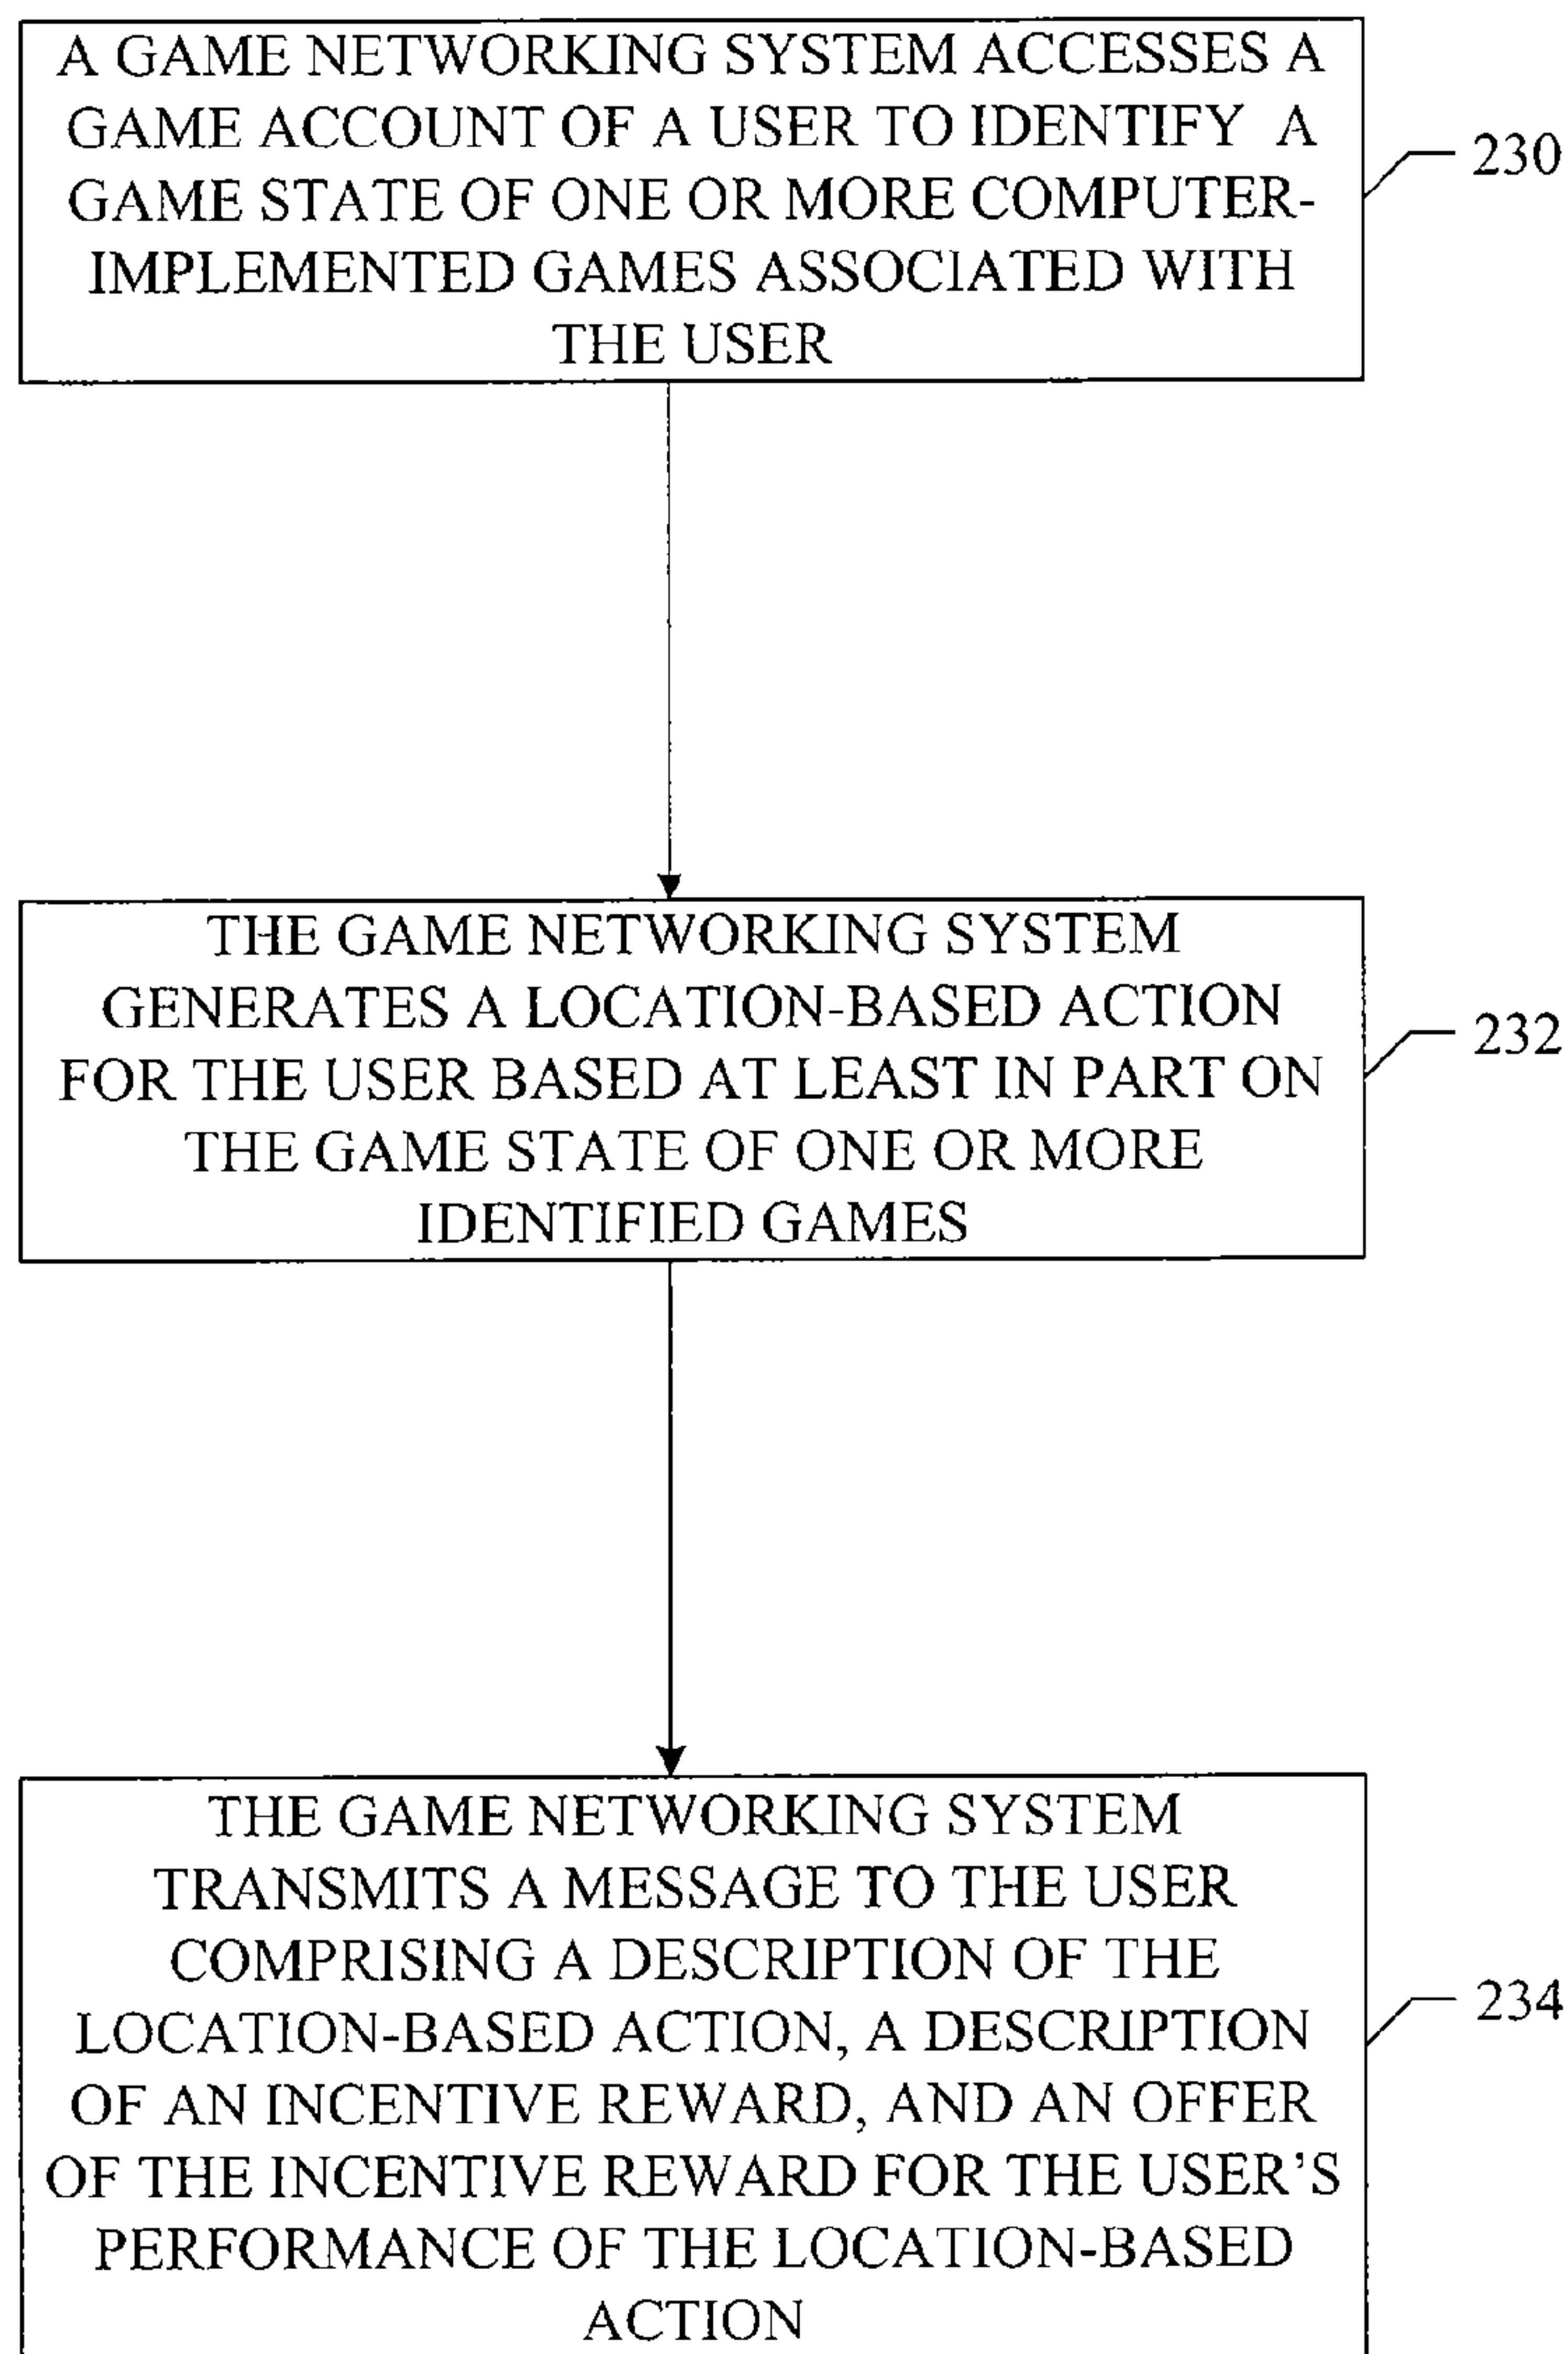 A GAME NETWORKING SYSTEM ACCESSES A
GAME ACCOUNT OF A USER TO IDENTIFY A
GAME STATE OF ONE OR MORE COMPUTER-
IMPLEMENTED GAMES ASSOCIATED WITH
THE USER
230
THE GAME NETWORKING SYSTEM
GENERATES A LOCATION-BASED ACTION
FOR THE USER BASED AT LEAST IN PART ON
THE GAME STATE OF ONE OR MORE
IDENTIFIED GAMES
232
THE GAME NETWORKING SYSTEM
TRANSMITS A MESSAGE TO THE USER
COMPRISING A DESCRIPTION OF THE
LOCATION-BASED ACTION, A DESCRIPTION
OF AN INCENTIVE REWARD, AND AN OFFER
OF THE INCENTIVE REWARD FOR THE USER'S
PERFORMANCE OF THE LOCATION-BASED
ACTION
234